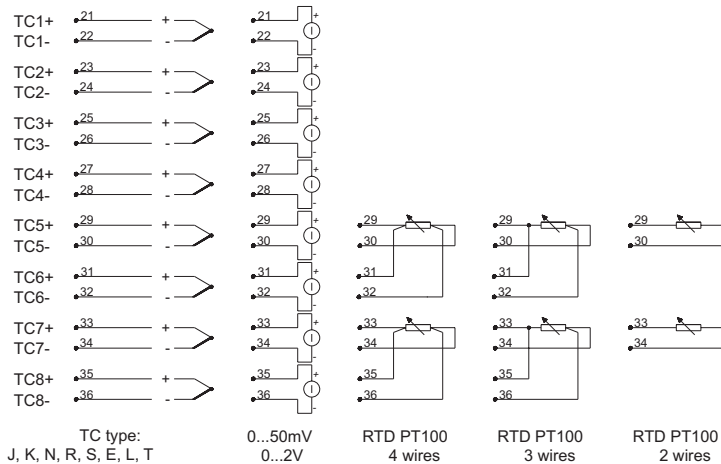 TC1+ 21 + 21 +
TC1- 22 - 22 I -
TC2+ 23 + 23 +
TC2- 24 - 24 I -
TC3+ 25 + 25 +
TC3- 26 - 26 I -
TC4+ 27 + 27 +
TC4- 28 - 28 I -
TC5+ 29 + 29 + 29 29 29
TC5- 30 - 30 I - 30 30 30
TC6+ 31 + 31 + 31 31
TC6- 32 - 32 I - 32 32
TC7+ 33 + 33 + 33 33 33
TC7- 34 - 34 I - 34 34 34
TC8+ 35 + 35 + 35 35
TC8- 36 - 36 I - 36 36
TC type: 0...50mV RTD PT100 RTD PT100 RTD PT100
J, K, N, R, S, E, L, T 0...2V 4 wires 3 wires 2 wires